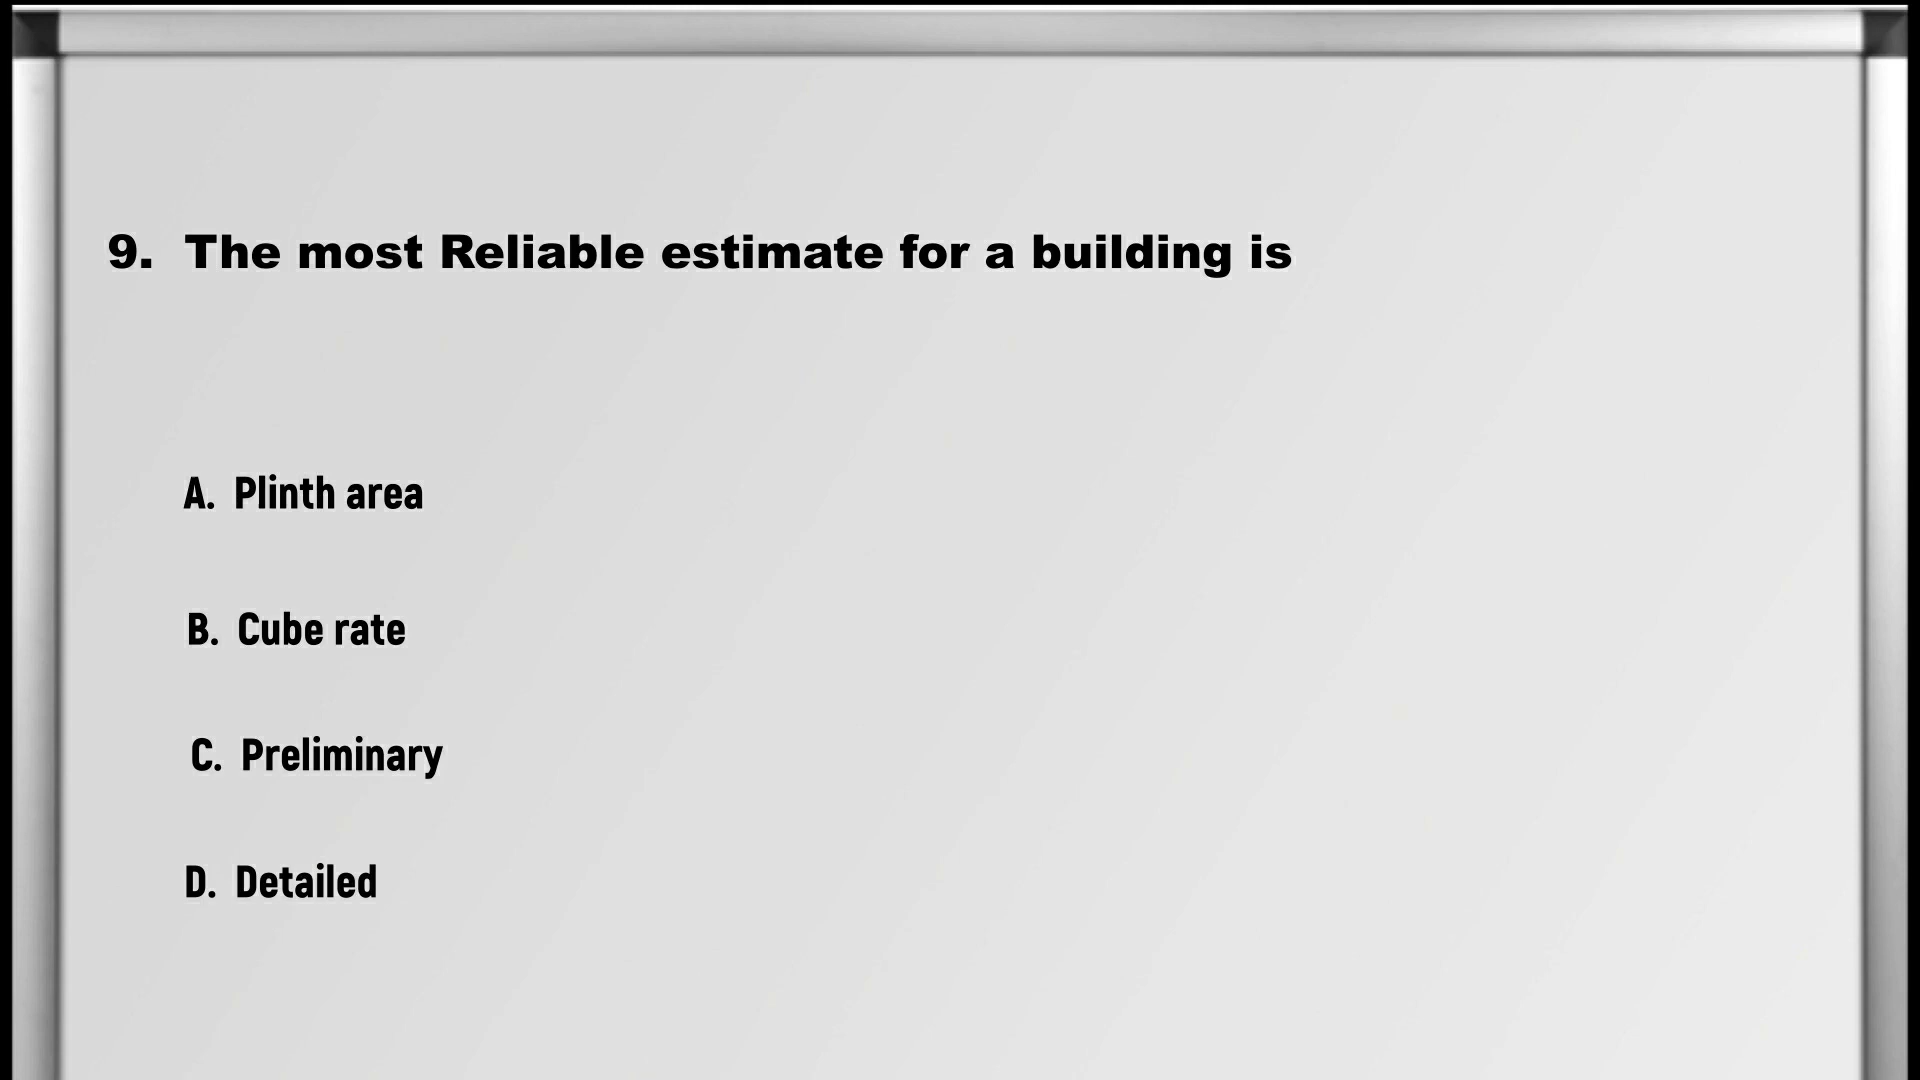 9. The most Reliable estimate for a building is
A. Plinth area
B. Cube rate
C. Preliminary
D. Detailed